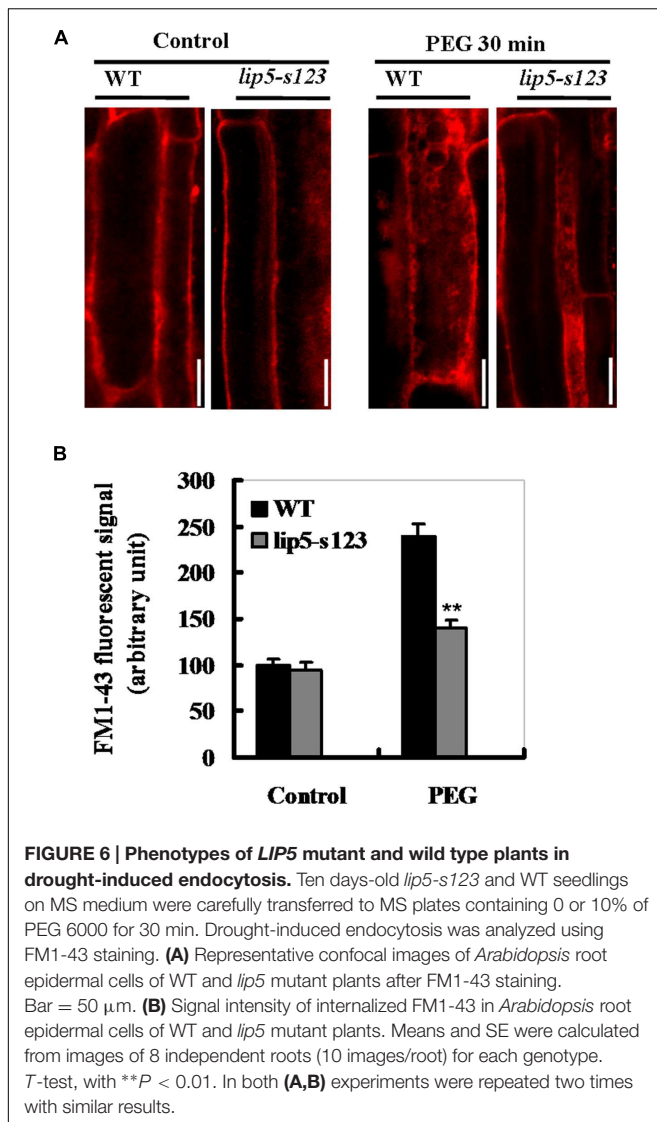 A
Control
PEG 30 min
WT
lip5-s123
WT
lip5-s123
B
FM1-43 fluorescent signal
(arbitrary unit)
300
250
200
150
100
50
0
WT
lip5-s123
**
Control
PEG
FIGURE 6 | Phenotypes of LIP5 mutant and wild type plants in
drought-induced endocytosis. Ten days-old lip5-s123 and WT seedlings
on MS medium were carefully transferred to MS plates containing 0 or 10% of
PEG 6000 for 30 min. Drought-induced endocytosis was analyzed using
FM1-43 staining. (A) Representative confocal images of Arabidopsis root
epidermal cells of WT and lip5 mutant plants after FM1-43 staining.
Bar = 50 μm. (B) Signal intensity of internalized FM1-43 in Arabidopsis root
epidermal cells of WT and lip5 mutant plants. Means and SE were calculated
from images of 8 independent roots (10 images/root) for each genotype.
T-test, with **P < 0.01. In both (A,B) experiments were repeated two times
with similar results.